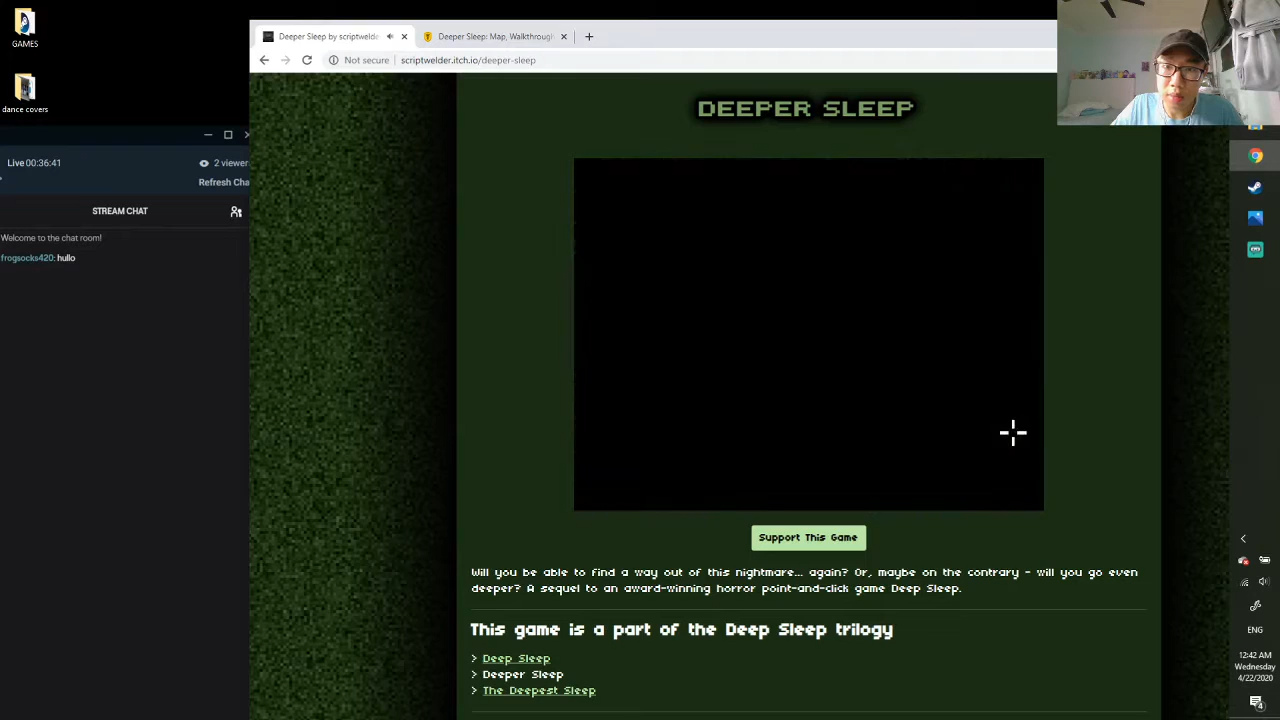 GAMES
dance covers
Deeper Sleep by scriptwelde
Deeper Sleep: Map, Walkthroug
Not secure
scriptwelder.itch.io/deeper-sleep
DEEPER SLEEP
Live 00:36:41
2 viewer
Refresh Cha
STREAM CHAT
Welcome to the chat room!
frogsocks420: hullo
Support This Game
Will you be able to find a way out of this nightmare... again? Or, maybe on the contrary - will you go even
deeper? A sequel to an award-winning horror point-and-click game Deep Sleep.
This game is a part of the Deep Sleep trilogy
> Deep Sleep
> Deeper Sleep
> The Deepest Sleep
ENG
12:42 AM
Wednesday
4/22/2020
4